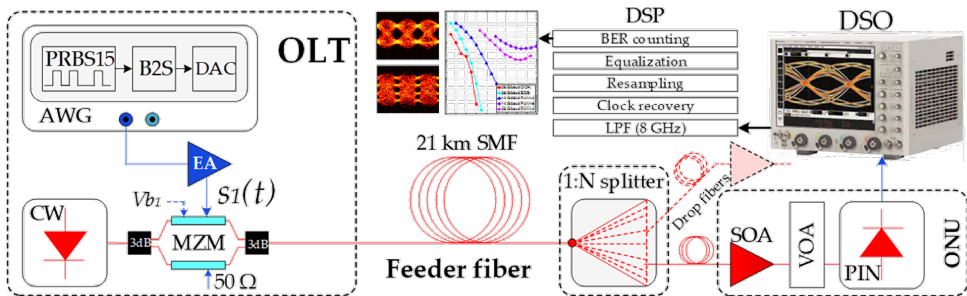 OLT
PRBS15
B2S
DAC
AWG
EA
S1(t)
Vb1
CW
3dB
MZM
3dB
50 Ω
21 km SMF
Feeder fiber
DSP
BER counting
Equalization
Resampling
Clock recovery
LPF (8 GHz)
DSO
1:N splitter
Drop fibers
SOA
VOA
PIN
ONU